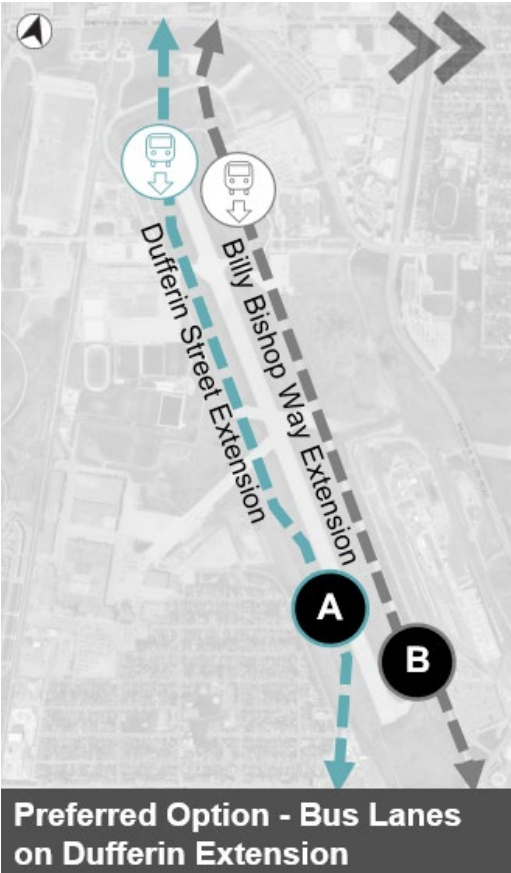 Dufferin Street Extension
Billy Bishop Way Extension
A
B
Preferred Option - Bus Lanes
on Dufferin Extension